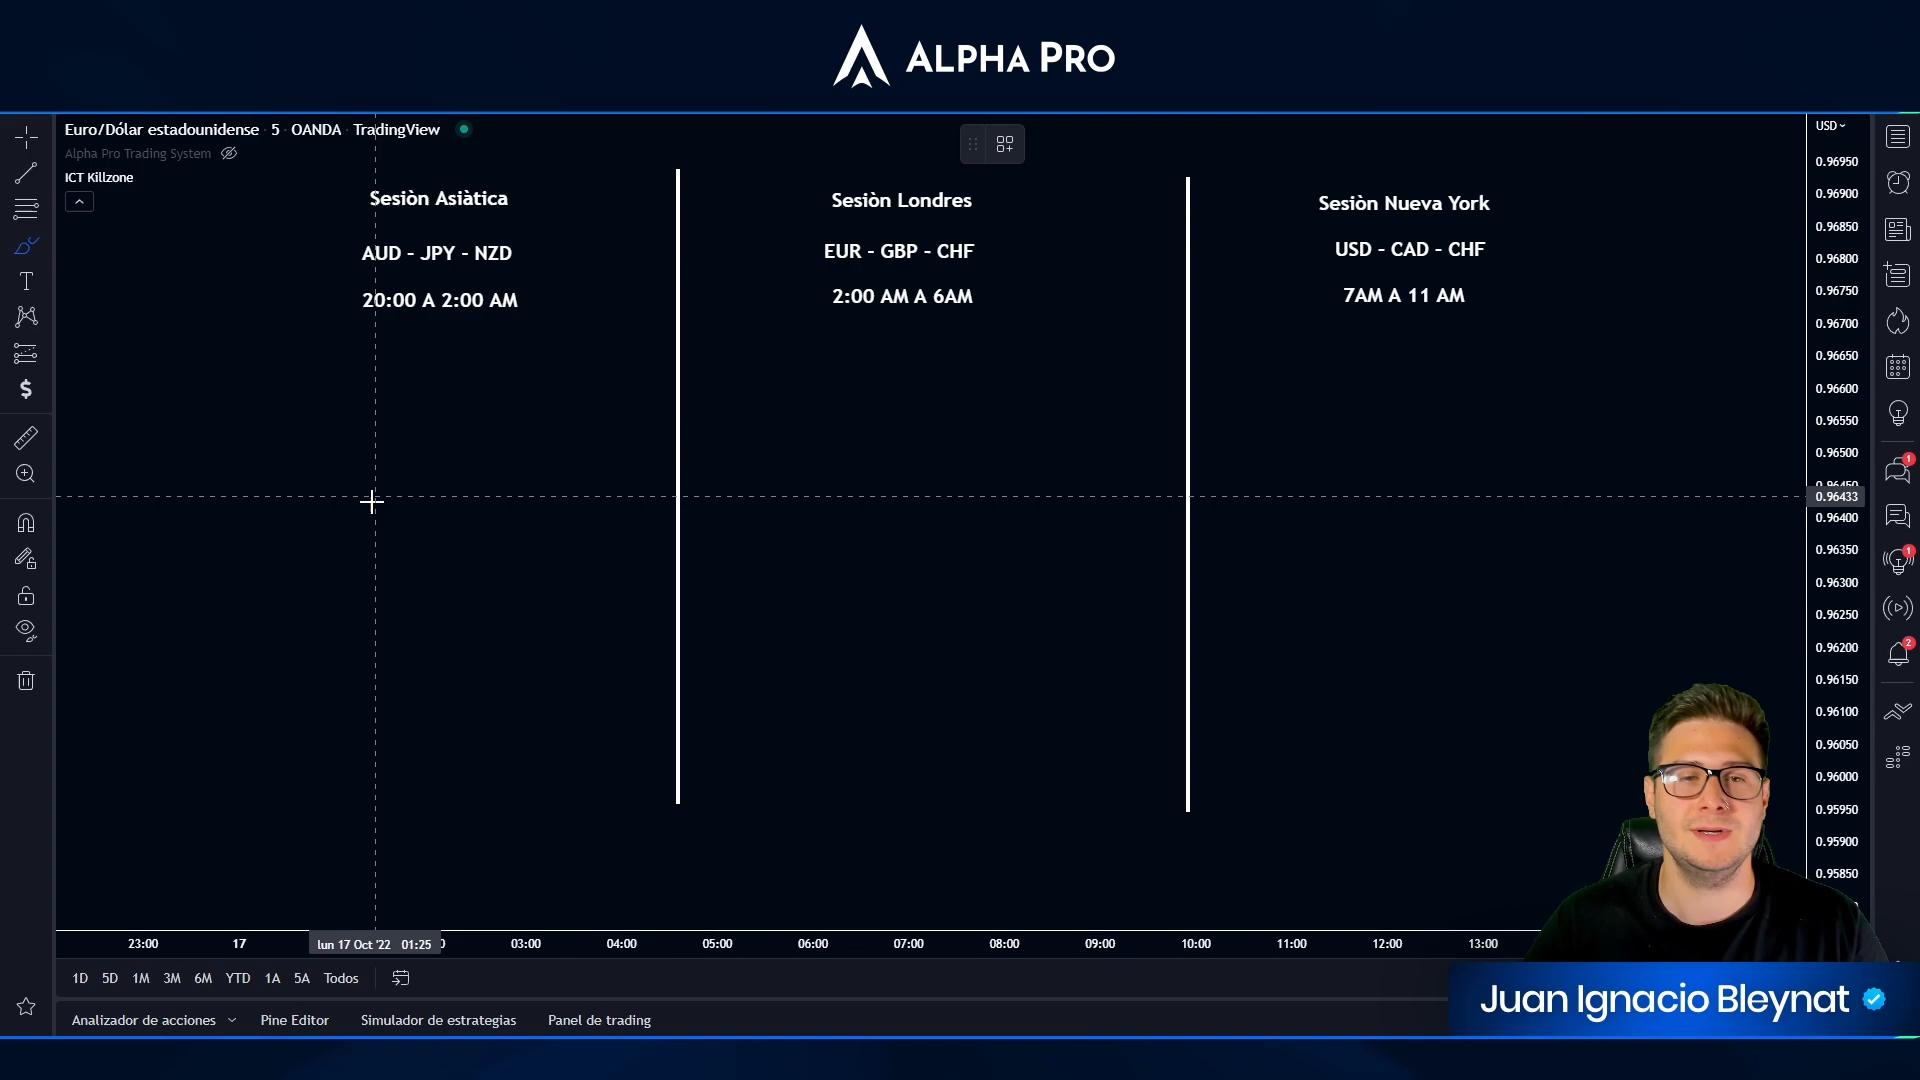 ALPHA PRO
Euro/Dólar estadounidense · 5 · OANDA · TradingView
Alpha Pro Trading System
ICT Killzone
USD
Sesiòn Asiàtica
AUD - JPY - NZD
20:00 A 2:00 AM
Sesiòn Londres
EUR - GBP - CHF
2:00 AM A 6AM
Sesiòn Nueva York
USD - CAD - CHF
7AM A 11 AM
0.96950
0.96900
0.96850
0.96800
0.96750
0.96700
0.96650
0.96600
0.96550
0.96500
0.96433
0.96400
0.96350
0.96300
0.96250
0.96200
0.96150
0.96100
0.96050
0.96000
0.95950
0.95900
0.95850
1
1
2
23:00 17 lun 17 Oct '22 01:25 03:00 04:00 05:00 06:00 07:00 08:00 09:00 10:00 11:00 12:00 13:00
1D 5D 1M 3M 6M YTD 1A 5A Todos
Juan Ignacio Bleynat
Analizador de acciones Pine Editor Simulador de estrategias Panel de trading